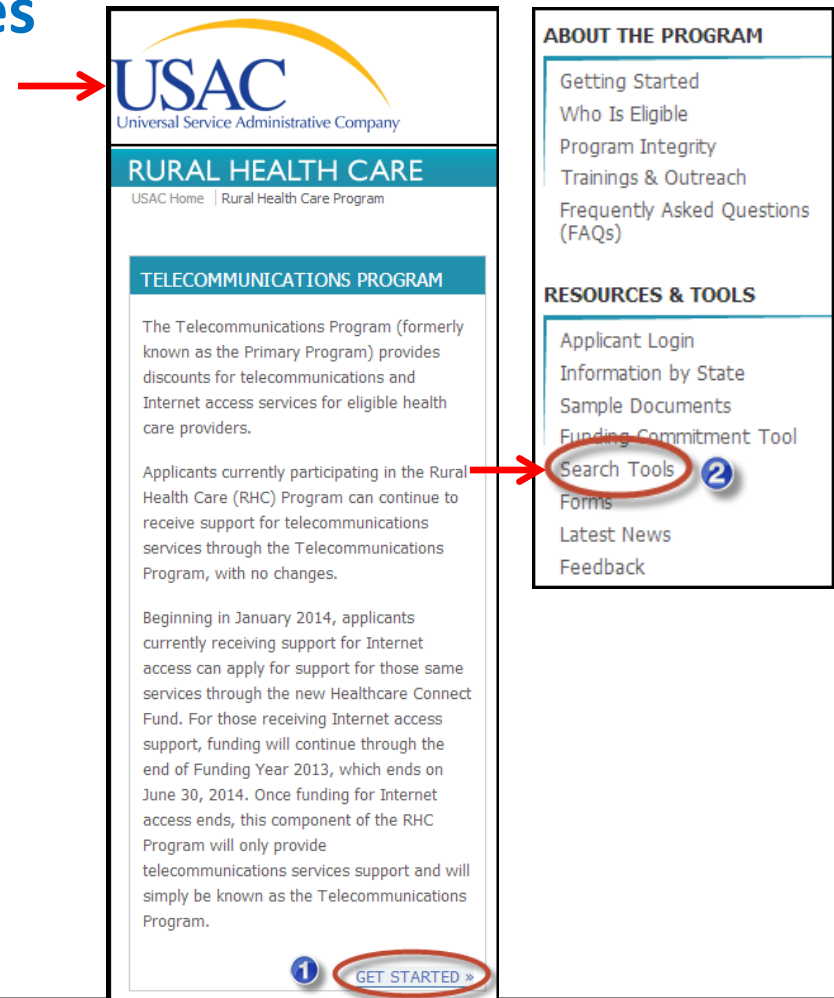 USAC
Universal Service Administrative Company
RURAL HEALTH CARE
USAC Home | Rural Health Care Program
TELECOMMUNICATIONS PROGRAM
The Telecommunications Program (formerly
known as the Primary Program) provides
discounts for telecommunications and
Internet access services for eligible health
care providers.
Applicants currently participating in the Rural
Health Care (RHC) Program can continue to
receive support for telecommunications
services through the Telecommunications
Program, with no changes.
Beginning in January 2014, applicants
currently receiving support for Internet
access can apply for support for those same
services through the new Healthcare Connect
Fund. For those receiving Internet access
support, funding will continue through the
end of Funding Year 2013, which ends on
June 30, 2014. Once funding for Internet
access ends, this component of the RHC
Program will only provide
telecommunications services support and will
simply be known as the Telecommunications
Program.
1 GET STARTED »
ABOUT THE PROGRAM
Getting Started
Who Is Eligible
Program Integrity
Trainings & Outreach
Frequently Asked Questions
(FAQs)
RESOURCES & TOOLS
Applicant Login
Information by State
Sample Documents
Funding Commitment Tool
Search Tools 2
Forms
Latest News
Feedback